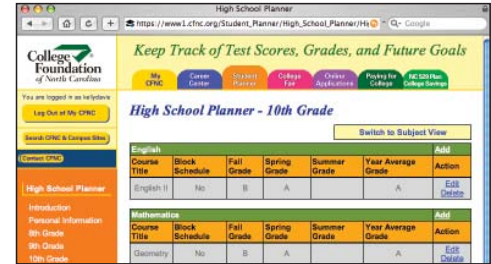 High School Planner
https://www1.cfnc.org/Student_Planner/High_School_Planner/Hi
Google
College
Foundation
of North Carolina
Keep Track of Test Scores, Grades, and Future Goals
My CFNC
Career Center
Student Planner
College Fair
Online Applications
Paying for College
NC 529 Plan College Savings
You are logged in as kellydavis
Log Out of My CFNC
Search CFNC & Campus Sites
Contact CFNC
High School Planner
Introduction
Personal Information
8th Grade
9th Grade
10th Grade
High School Planner - 10th Grade
Switch to Subject View
English Add
Course Title Block Schedule Fall Grade Spring Grade Summer Grade Year Average Grade Action
English II No B A A Edit Delete
Mathematics Add
Course Title Block Schedule Fall Grade Spring Grade Summer Grade Year Average Grade Action
Geometry No B A A Edit Delete